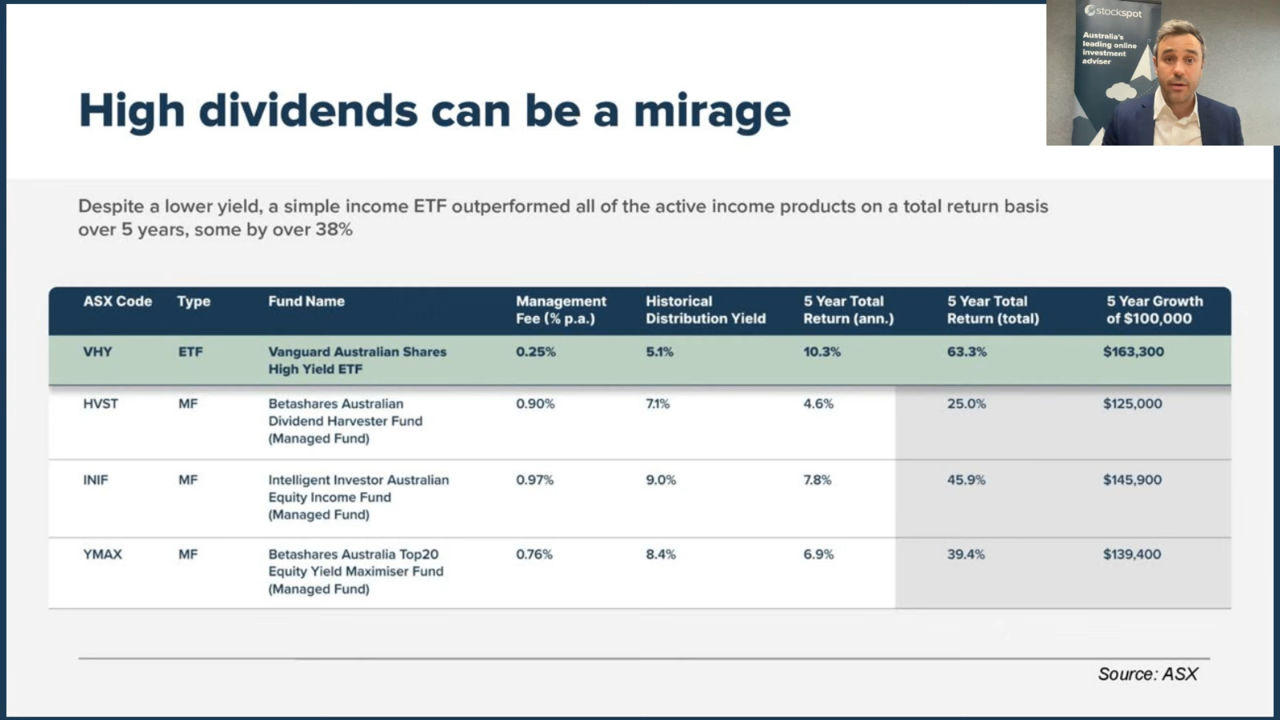 stockspot
Australia's
leading online
investment
adviser
High dividends can be a mirage
Despite a lower yield, a simple income ETF outperformed all of the active income products on a total return basis
over 5 years, some by over 38%
ASX Code Type Fund Name Management Fee (% p.a.) Historical Distribution Yield 5 Year Total Return (ann.) 5 Year Total Return (total) 5 Year Growth of $100,000
VHY ETF Vanguard Australian Shares High Yield ETF 0.25% 5.1% 10.3% 63.3% $163,300
HVST MF Betashares Australian Dividend Harvester Fund (Managed Fund) 0.90% 7.1% 4.6% 25.0% $125,000
INIF MF Intelligent Investor Australian Equity Income Fund (Managed Fund) 0.97% 9.0% 7.8% 45.9% $145,900
YMAX MF Betashares Australia Top20 Equity Yield Maximiser Fund (Managed Fund) 0.76% 8.4% 6.9% 39.4% $139,400
Source: ASX